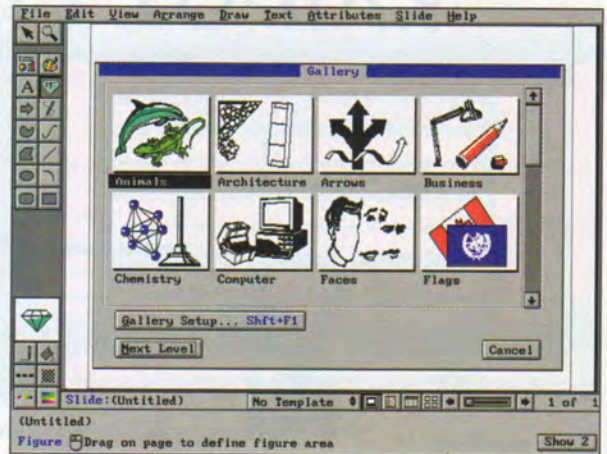 File Edit View Arrange Draw Text Attributes Slide Help
Gallery
A
Animals Architecture Arrows Business
Chemistry Computer Faces Flags
Gallery Setup... Shft+F1
Next Level Cancel
Slide:(Untitled) No Template 1 of 1
(Untitled)
Figure Drag on page to define figure area Show 2